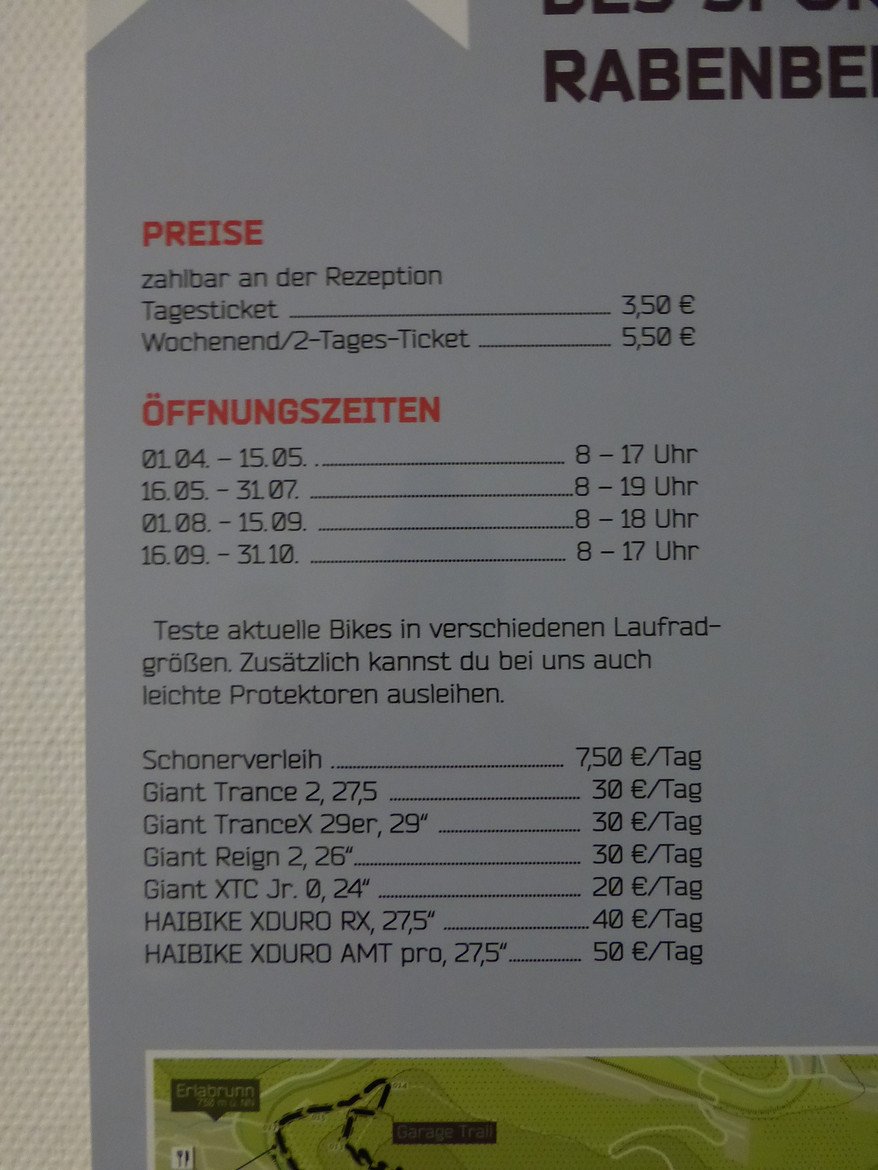 RABENBE
PREISE
zahlbar an der Rezeption
Tagesticket 3,50 €
Wochenend/2-Tages-Ticket 5,50 €
ÖFFNUNGSZEITEN
01.04. – 15.05. 8 – 17 Uhr
16.05. – 31.07. 8 – 19 Uhr
01.08. – 15.09. 8 – 18 Uhr
16.09. – 31.10. 8 – 17 Uhr
Teste aktuelle Bikes in verschiedenen Laufrad-
größen. Zusätzlich kannst du bei uns auch
leichte Protektoren ausleihen.
Schonerverleih 7,50 €/Tag
Giant Trance 2, 27,5 30 €/Tag
Giant TranceX 29er, 29“ 30 €/Tag
Giant Reign 2, 26“ 30 €/Tag
Giant XTC Jr. 0, 24“ 20 €/Tag
HAIBIKE XDURO RX, 27,5“ 40 €/Tag
HAIBIKE XDURO AMT pro, 27,5“ 50 €/Tag
Erlabrunn
750 m ü. NN
014
Garage Trail